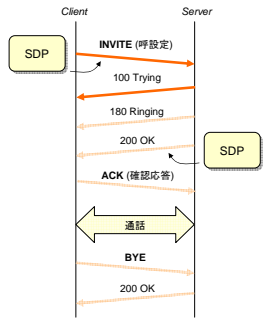 Client
Server
INVITE (呼設定)
SDP
100 Trying
180 Ringing
200 OK
SDP
ACK (確認応答)
通話
BYE
200 OK